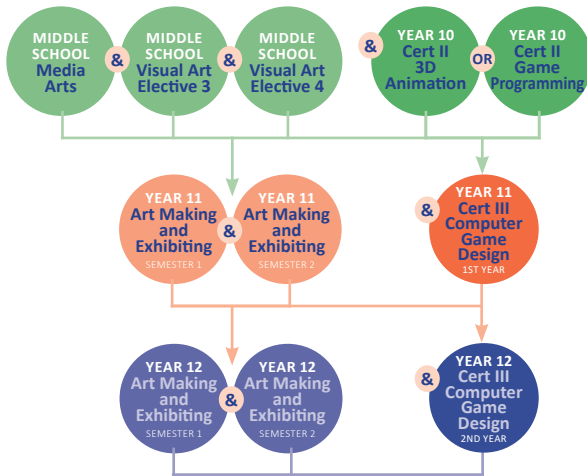 MIDDLE
SCHOOL
Media
Arts
&
MIDDLE
SCHOOL
Visual Art
Elective 3
&
MIDDLE
SCHOOL
Visual Art
Elective 4
&
YEAR 10
Cert II
3D
Animation
OR
YEAR 10
Cert II
Game
Programming
YEAR 11
Art Making
and
Exhibiting
SEMESTER 1
&
YEAR 11
Art Making
and
Exhibiting
SEMESTER 2
&
YEAR 11
Cert III
Computer
Game
Design
1ST YEAR
YEAR 12
Art Making
and
Exhibiting
SEMESTER 1
&
YEAR 12
Art Making
and
Exhibiting
SEMESTER 2
&
YEAR 12
Cert III
Computer
Game
Design
2ND YEAR